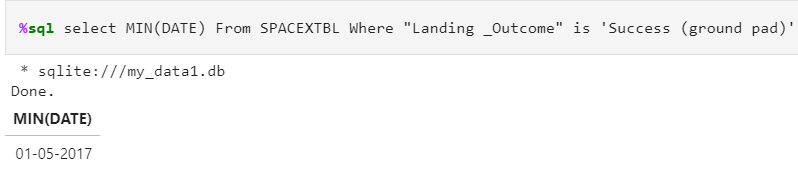 %sql select MIN(DATE) From SPACEXTBL Where "Landing _Outcome" is 'Success (ground pad)'
* sqlite:///my_data1.db
Done.
MIN(DATE)
01-05-2017